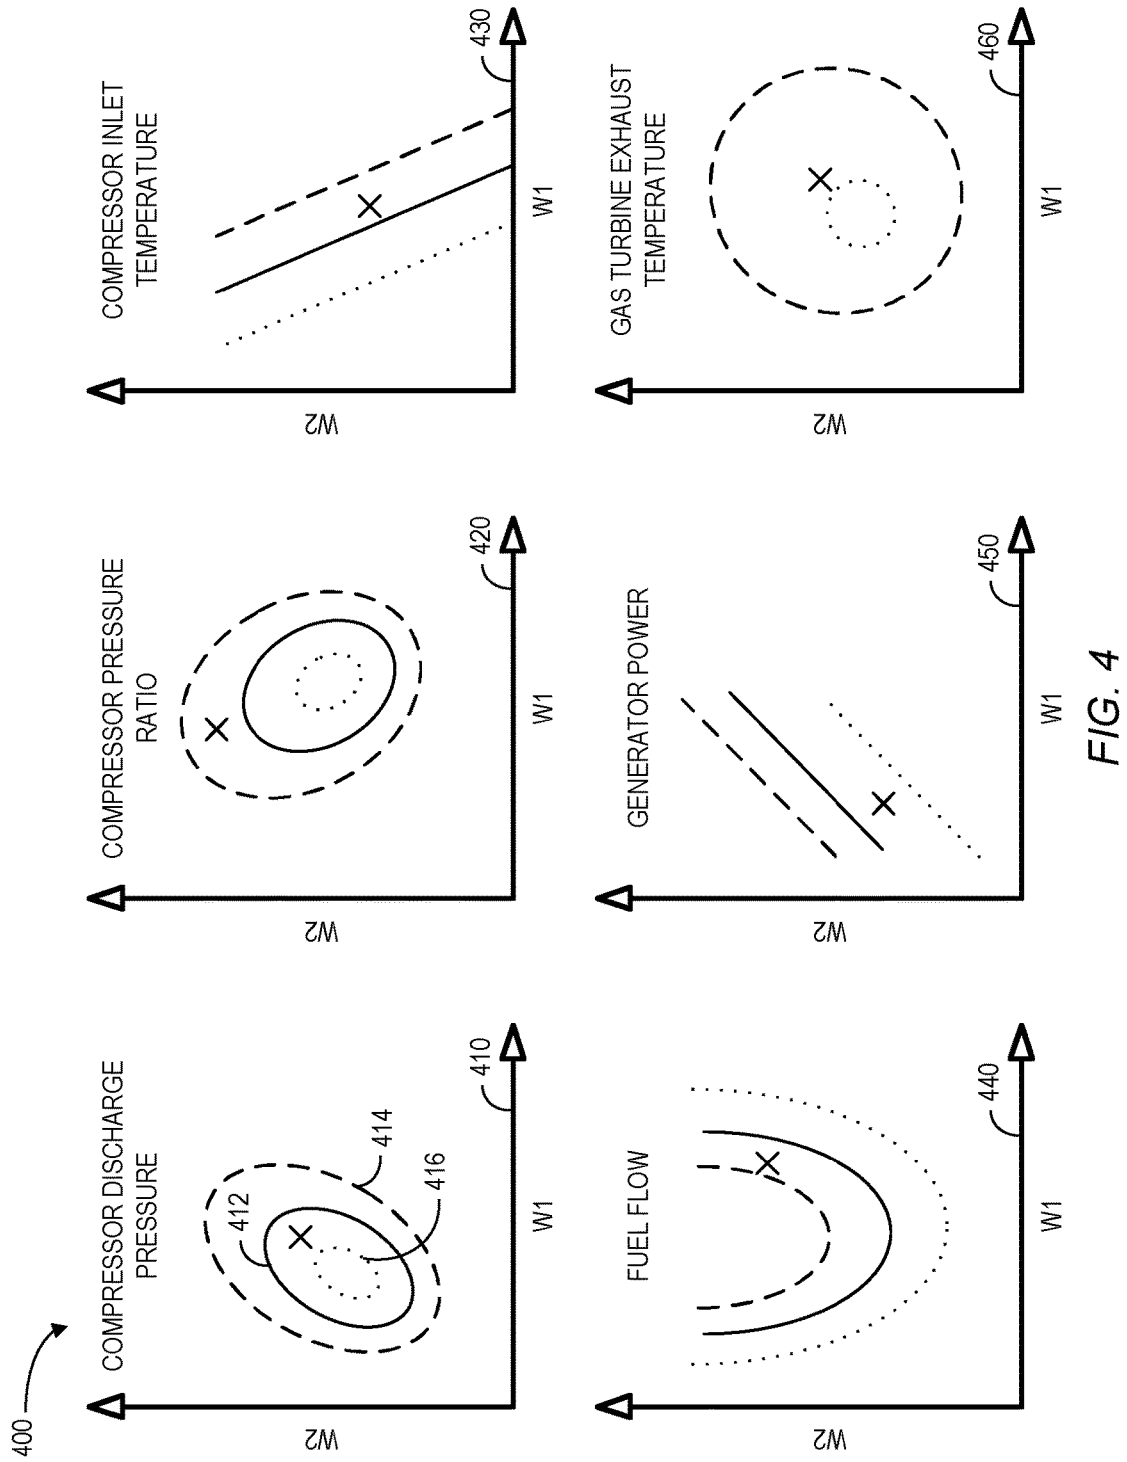 400
COMPRESSOR DISCHARGE
PRESSURE
412
414
416
410
W2
W1
COMPRESSOR PRESSURE
RATIO
420
W2
W1
COMPRESSOR INLET
TEMPERATURE
430
W2
W1
FUEL FLOW
440
W2
W1
GENERATOR POWER
450
W2
W1
GAS TURBINE EXHAUST
TEMPERATURE
460
W2
W1
FIG. 4